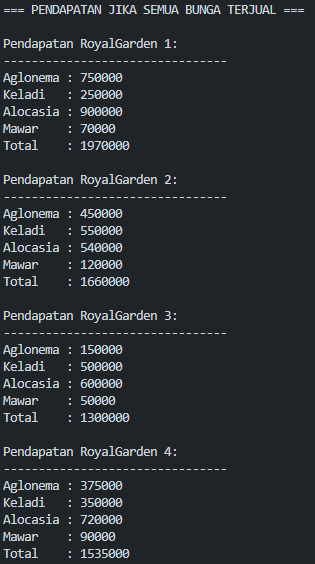 === PENDAPATAN JIKA SEMUA BUNGA TERJUAL ===
Pendapatan RoyalGarden 1:
--------------------------------
Aglonema : 750000
Keladi   : 250000
Alocasia : 900000
Mawar    : 70000
Total    : 1970000
Pendapatan RoyalGarden 2:
--------------------------------
Aglonema : 450000
Keladi   : 550000
Alocasia : 540000
Mawar    : 120000
Total    : 1660000
Pendapatan RoyalGarden 3:
--------------------------------
Aglonema : 150000
Keladi   : 500000
Alocasia : 600000
Mawar    : 50000
Total    : 1300000
Pendapatan RoyalGarden 4:
--------------------------------
Aglonema : 375000
Keladi   : 350000
Alocasia : 720000
Mawar    : 90000
Total    : 1535000